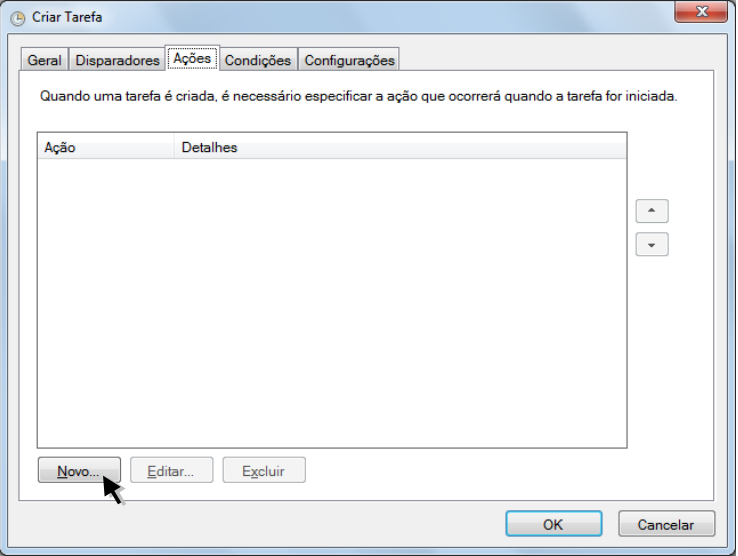 Criar Tarefa
Geral Disparadores Ações Condições Configurações
Quando uma tarefa é criada, é necessário especificar a ação que ocorrerá quando a tarefa for iniciada.
Ação Detalhes
Novo... Editar... Excluir
OK Cancelar